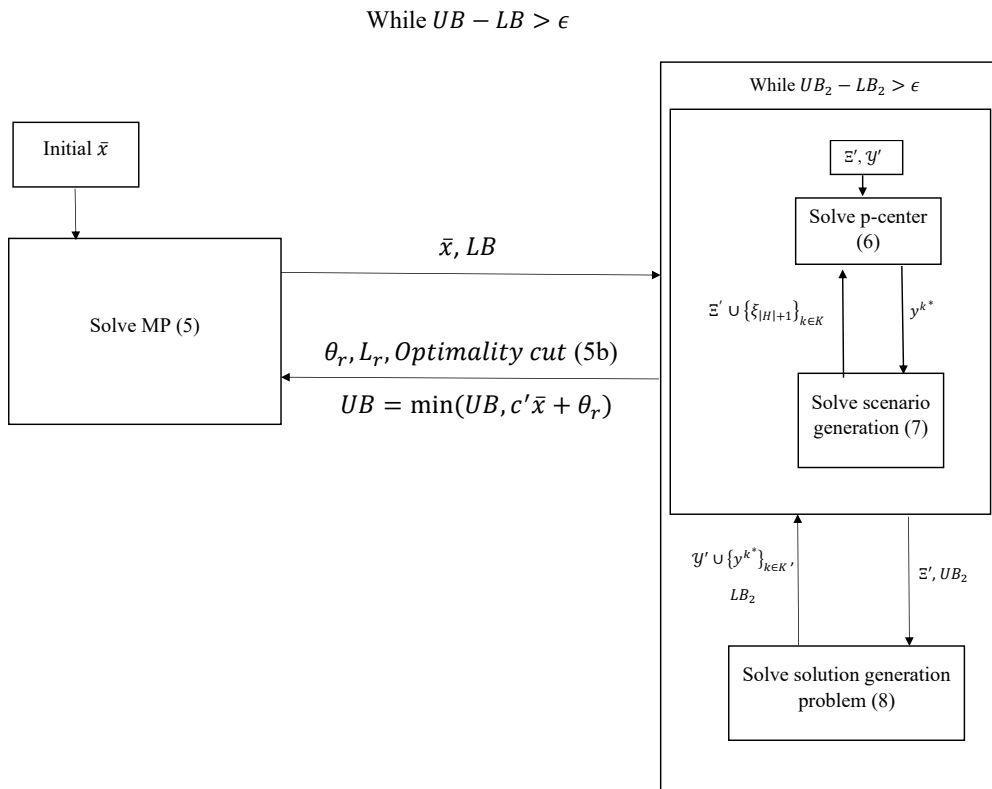 While 𝑈𝐵 − 𝐿𝐵 > 𝜖
While 𝑈𝐵₂ − 𝐿𝐵₂ > 𝜖
Initial x̄
Ξ′, 𝒴′
Solve p-center
(6)
x̄, LB
Solve MP (5)
Ξ′ ∪ {ξ_{|H|+1}}_{k∈K}
y^{k*}
θ_r, L_r, Optimality cut (5b)
UB = min(UB, c′x̄ + θ_r)
Solve scenario
generation (7)
𝒴′ ∪ {y^{k*}}_{k∈K},
LB₂
Ξ′, UB₂
Solve solution generation
problem (8)